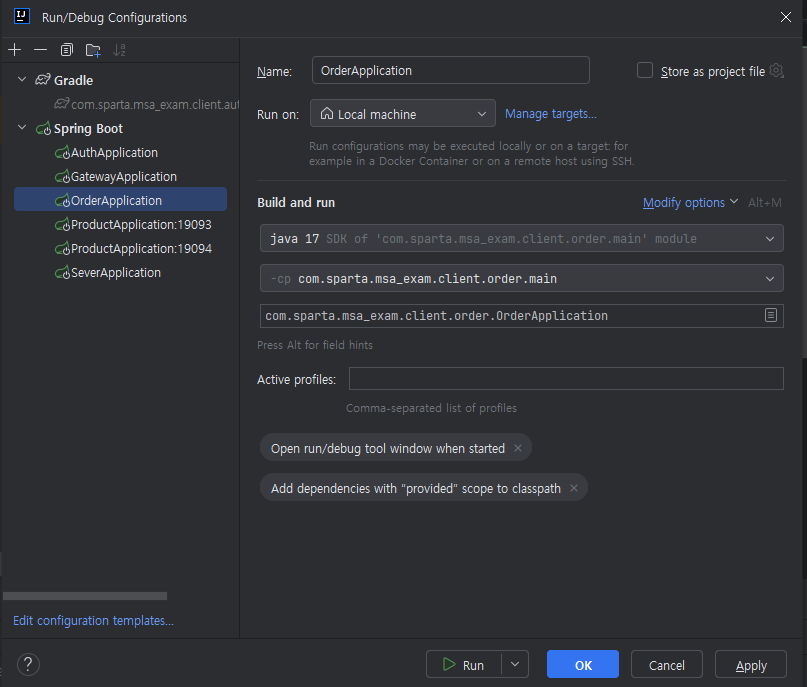 Run/Debug Configurations
Gradle
com.sparta.msa_exam.client.aut
Spring Boot
AuthApplication
GatewayApplication
OrderApplication
ProductApplication:19093
ProductApplication:19094
SeverApplication
Edit configuration templates...
Name: OrderApplication Store as project file
Run on: Local machine Manage targets...
Run configurations may be executed locally or on a target: for
example in a Docker Container or on a remote host using SSH.
Build and run Modify options Alt+M
java 17 SDK of 'com.sparta.msa_exam.client.order.main' module
-cp com.sparta.msa_exam.client.order.main
com.sparta.msa_exam.client.order.OrderApplication
Press Alt for field hints
Active profiles:
Comma-separated list of profiles
Open run/debug tool window when started ×
Add dependencies with “provided” scope to classpath ×
? Run OK Cancel Apply